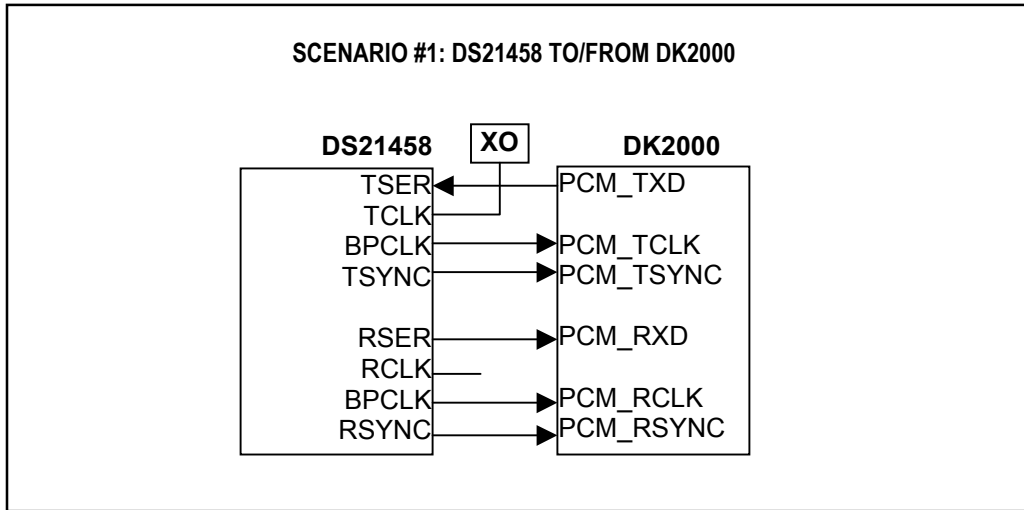 SCENARIO #1: DS21458 TO/FROM DK2000
DS21458
XO
DK2000
TSER
PCM_TXD
TCLK
BPCLK
PCM_TCLK
TSYNC
PCM_TSYNC
RSER
PCM_RXD
RCLK
BPCLK
PCM_RCLK
RSYNC
PCM_RSYNC